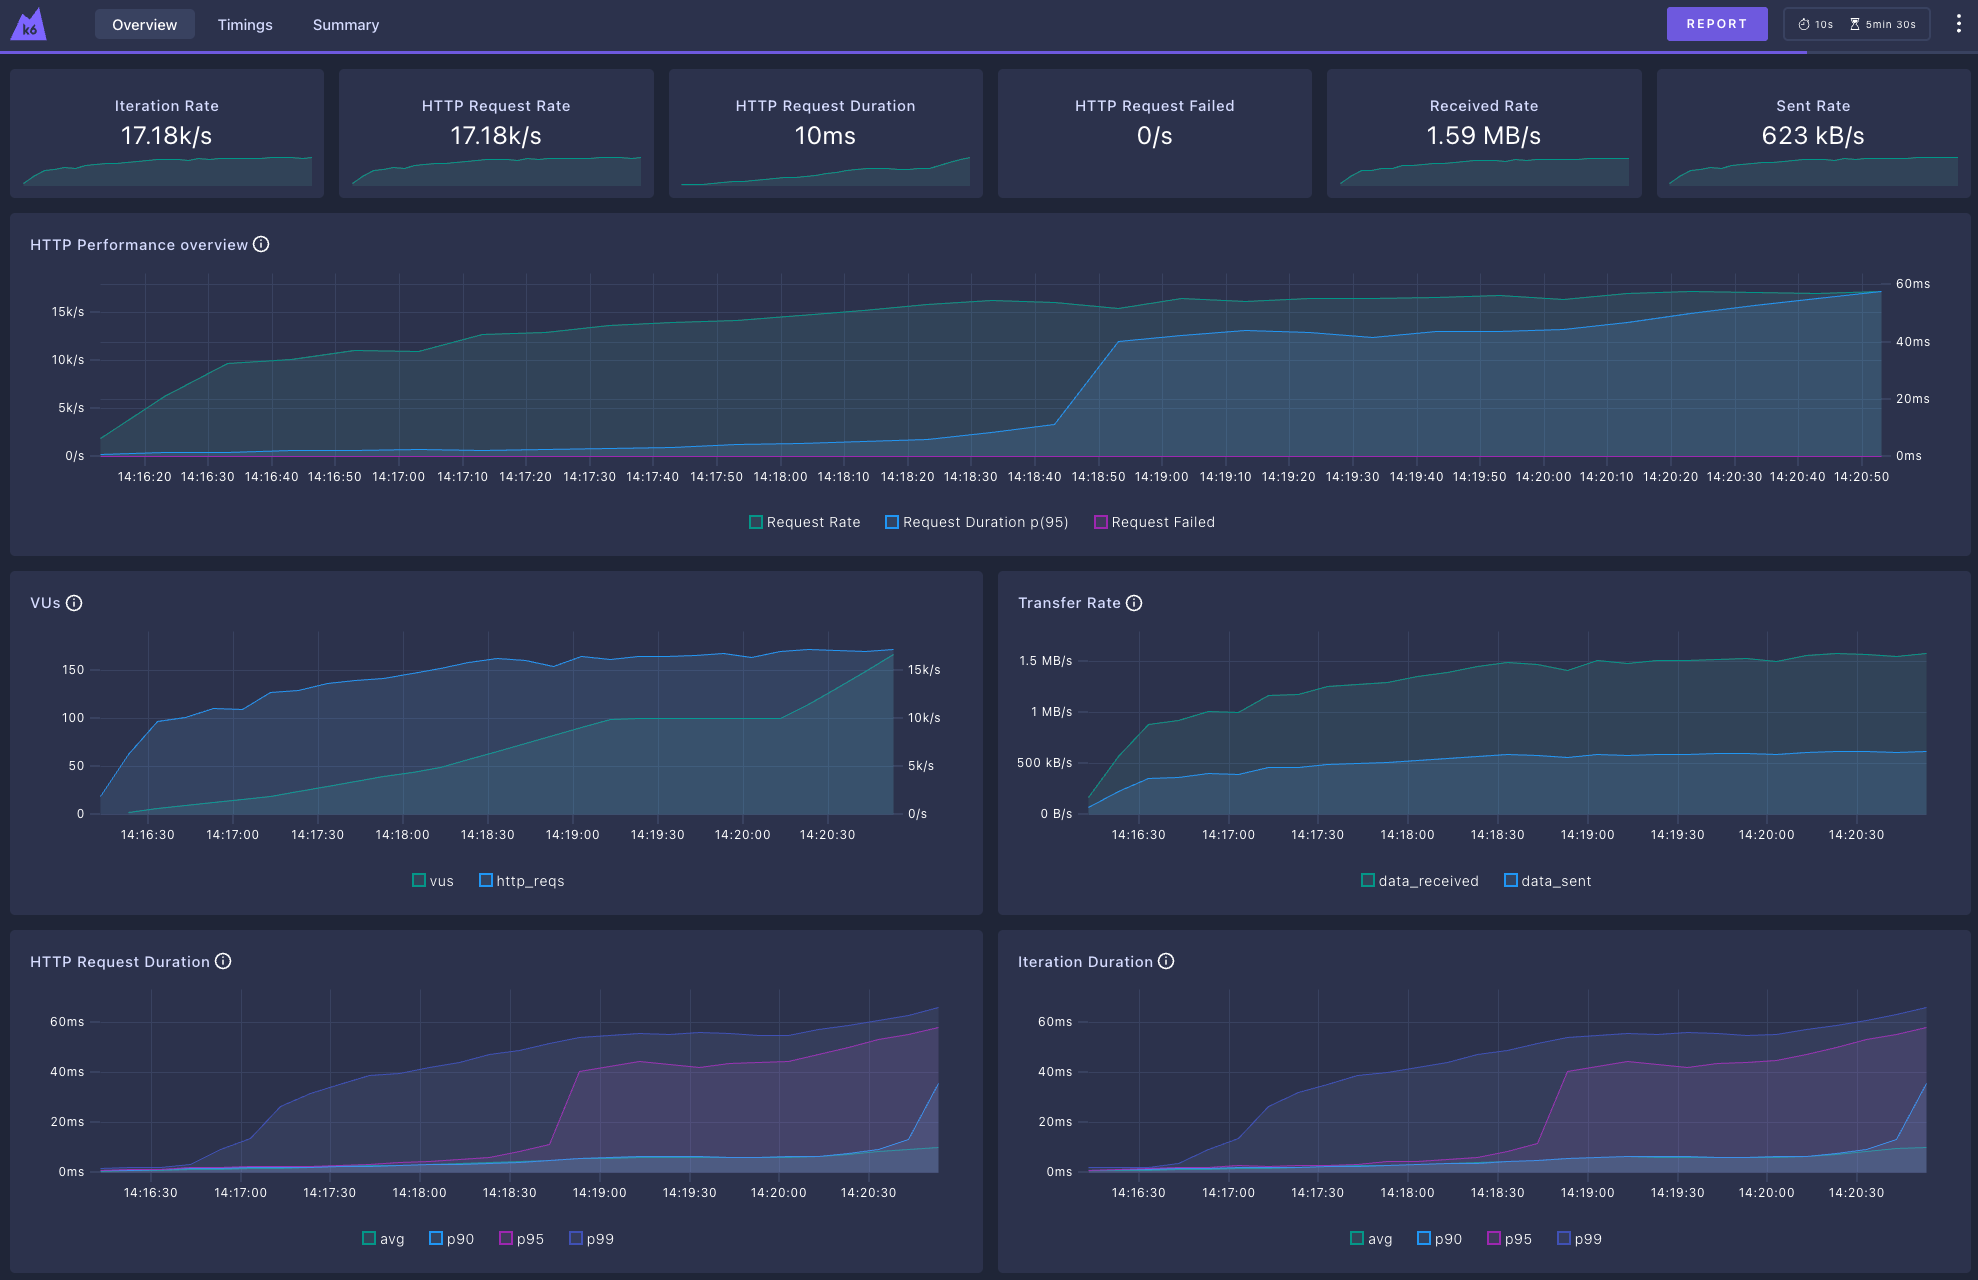 k6
Overview
Timings
Summary
REPORT
10s
5min 30s
Iteration Rate
17.18k/s
HTTP Request Rate
17.18k/s
HTTP Request Duration
10ms
HTTP Request Failed
0/s
Received Rate
1.59 MB/s
Sent Rate
623 kB/s
HTTP Performance overview
15k/s
10k/s
5k/s
0/s
60ms
40ms
20ms
0ms
14:16:20 14:16:30 14:16:40 14:16:50 14:17:00 14:17:10 14:17:20 14:17:30 14:17:40 14:17:50 14:18:00 14:18:10 14:18:20 14:18:30 14:18:40 14:18:50 14:19:00 14:19:10 14:19:20 14:19:30 14:19:40 14:19:50 14:20:00 14:20:10 14:20:20 14:20:30 14:20:40 14:20:50
Request Rate Request Duration p(95) Request Failed
VUs
150
100
50
0
15k/s
10k/s
5k/s
0/s
14:16:30 14:17:00 14:17:30 14:18:00 14:18:30 14:19:00 14:19:30 14:20:00 14:20:30
vus http_reqs
Transfer Rate
1.5 MB/s
1 MB/s
500 kB/s
0 B/s
14:16:30 14:17:00 14:17:30 14:18:00 14:18:30 14:19:00 14:19:30 14:20:00 14:20:30
data_received data_sent
HTTP Request Duration
60ms
40ms
20ms
0ms
14:16:30 14:17:00 14:17:30 14:18:00 14:18:30 14:19:00 14:19:30 14:20:00 14:20:30
avg p90 p95 p99
Iteration Duration
60ms
40ms
20ms
0ms
14:16:30 14:17:00 14:17:30 14:18:00 14:18:30 14:19:00 14:19:30 14:20:00 14:20:30
avg p90 p95 p99